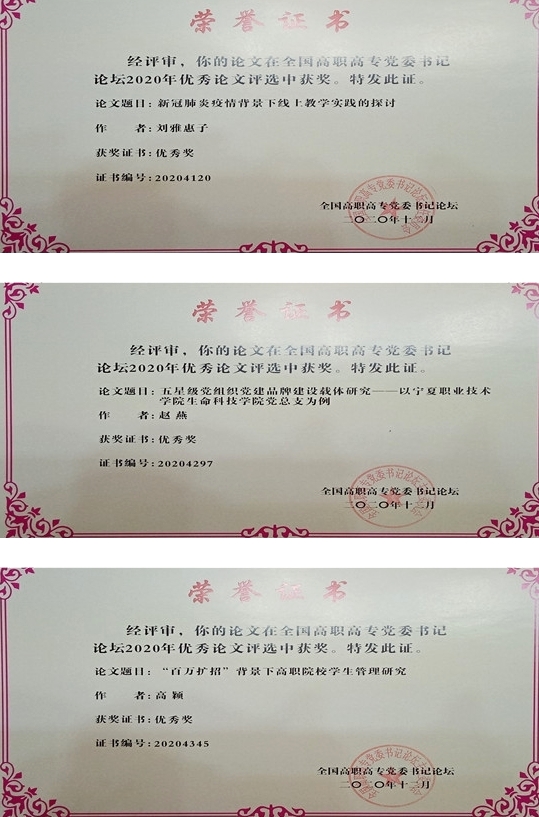 荣誉证书
经评审，你的论文在全国高职高专党委书记
论坛2020年优秀论文评选中获奖。特发此证。
论文题目：新冠肺炎疫情背景下线上教学实践的探讨
作　者：刘雅惠子
获奖证书：优秀奖
证书编号：20204120
全国高职高专党委书记论坛
二〇二〇年十二月
荣誉证书
经评审，你的论文在全国高职高专党委书记
论坛2020年优秀论文评选中获奖。特发此证。
论文题目：五星级党组织党建品牌建设载体研究——以宁夏职业技术
学院生命科技学院党总支为例
作　者：赵燕
获奖证书：优秀奖
证书编号：20204297
全国高职高专党委书记论坛
二〇二〇年十二月
荣誉证书
经评审，你的论文在全国高职高专党委书记
论坛2020年优秀论文评选中获奖。特发此证。
论文题目：“百万扩招”背景下高职院校学生管理研究
作　者：高颖
获奖证书：优秀奖
证书编号：20204345
全国高职高专党委书记论坛
二〇二〇年十二月